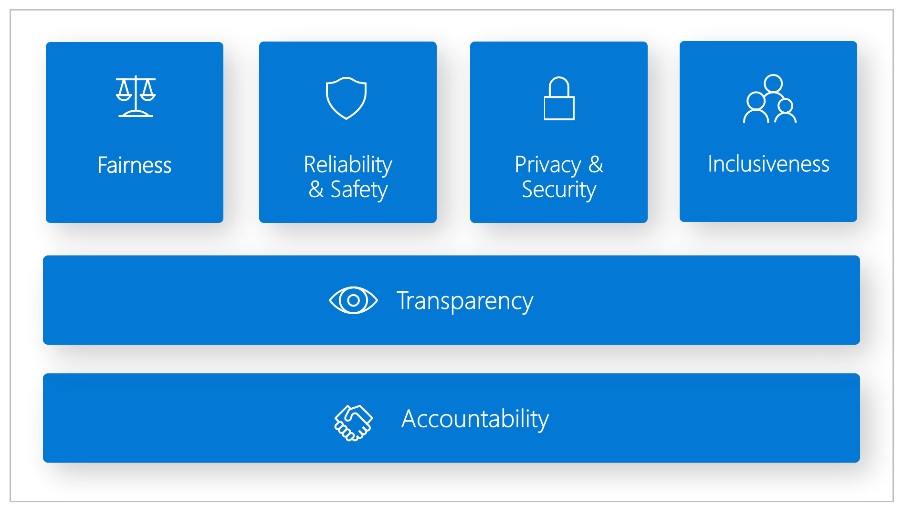 Fairness
Reliability
& Safety
Privacy &
Security
Inclusiveness
Transparency
Accountability